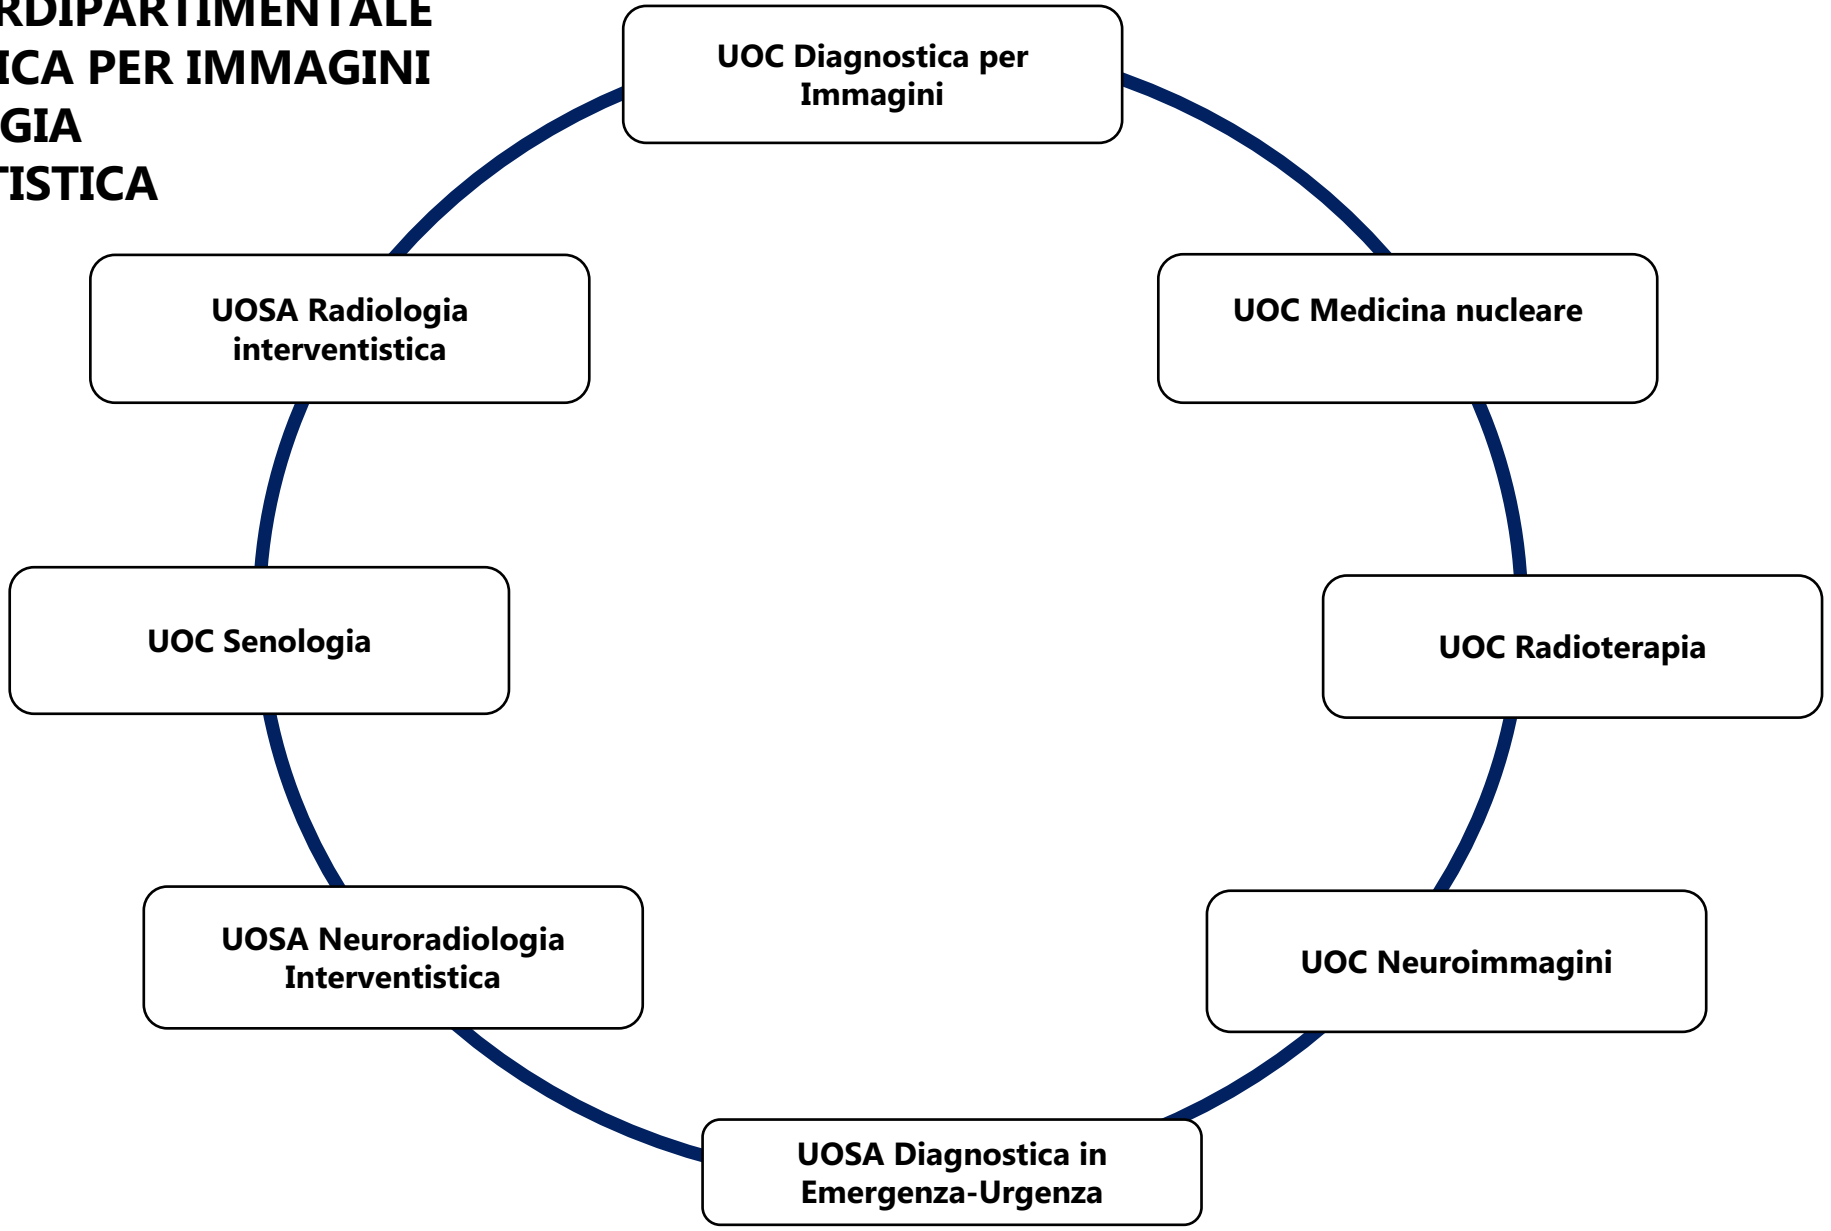 RDIPARTIMENTALE
ICA PER IMMAGINI
GIA
TISTICA
UOC Diagnostica per
Immagini
UOSA Radiologia
interventistica
UOC Medicina nucleare
UOC Senologia
UOC Radioterapia
UOSA Neuroradiologia
Interventistica
UOC Neuroimmagini
UOSA Diagnostica in
Emergenza-Urgenza